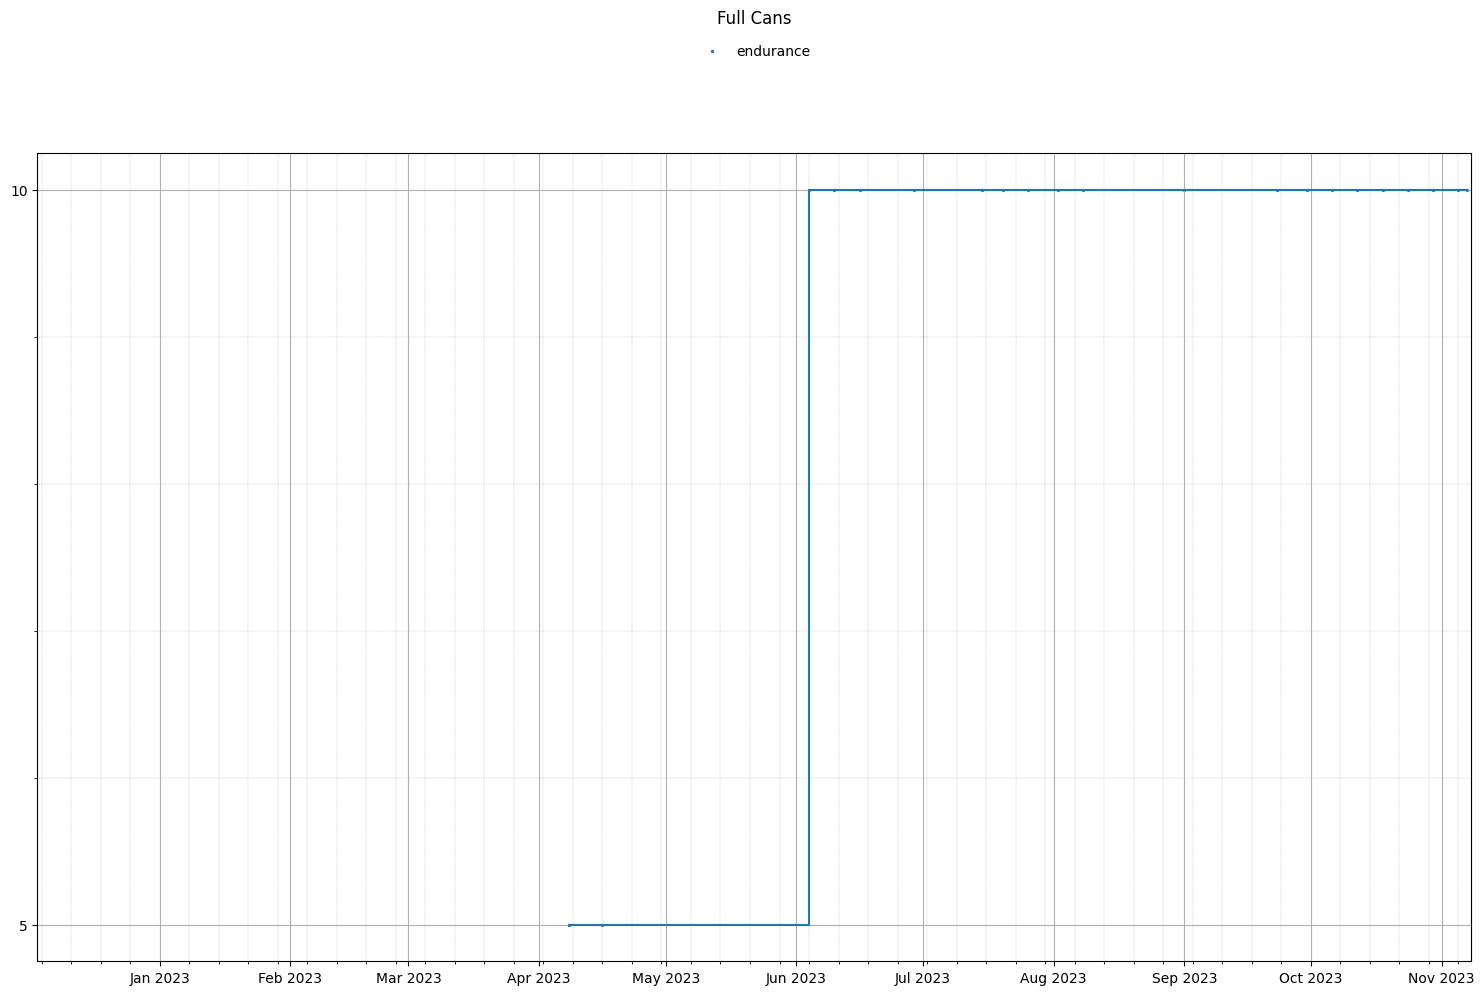 Full Cans
endurance
10
5
Jan 2023
Feb 2023
Mar 2023
Apr 2023
May 2023
Jun 2023
Jul 2023
Aug 2023
Sep 2023
Oct 2023
Nov 2023